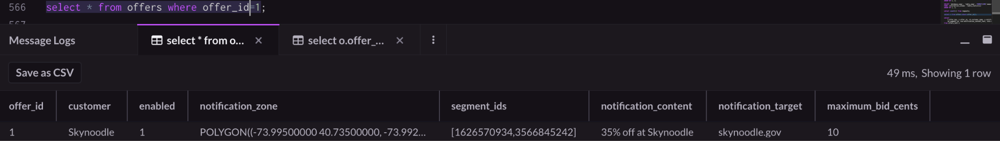 566 select * from offers where offer_id=1;
567
Message Logs select * from o... select o.offer_...
Save as CSV 49 ms, Showing 1 row
offer_id customer enabled notification_zone segment_ids notification_content notification_target maximum_bid_cents
1 Skynoodle 1 POLYGON((-73.99500000 40.73500000, -73.992... [1626570934,3566845242] 35% off at Skynoodle skynoodle.gov 10